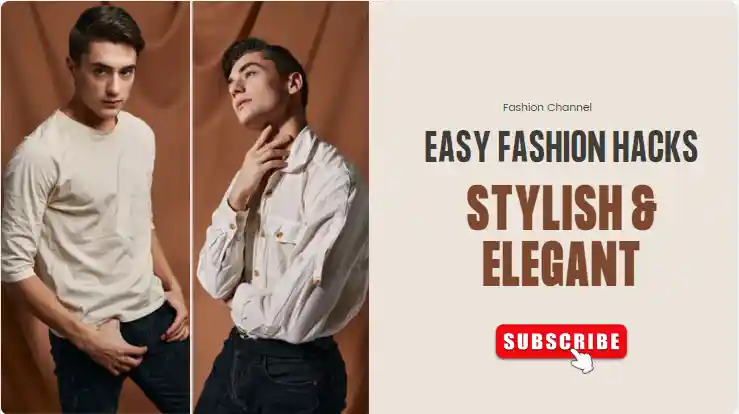 Fashion Channel
EASY FASHION HACKS
STYLISH &
ELEGANT
SUBSCRIBE